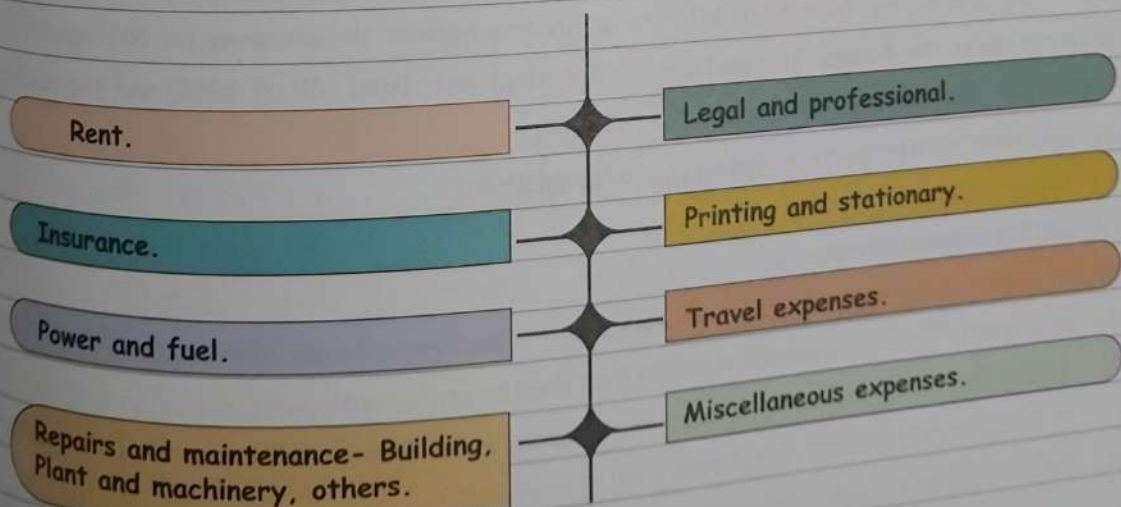 Rent.
Legal and professional.
Insurance.
Printing and stationary.
Power and fuel.
Travel expenses.
Repairs and maintenance- Building,
Plant and machinery, others.
Miscellaneous expenses.